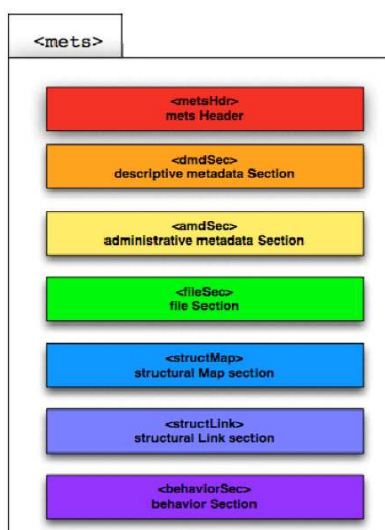 <mets>
<metsHdr>
mets Header
<dmdSec>
descriptive metadata Section
<amdSec>
administrative metadata Section
<fileSec>
file Section
<structMap>
structural Map section
<structLink>
structural Link section
<behaviorSec>
behavior Section